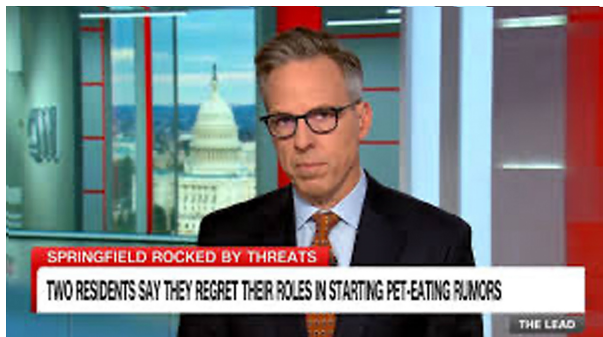 SPRINGFIELD ROCKED BY THREATS
TWO RESIDENTS SAY THEY REGRET THEIR ROLES IN STARTING PET-EATING RUMORS
THE LEAD